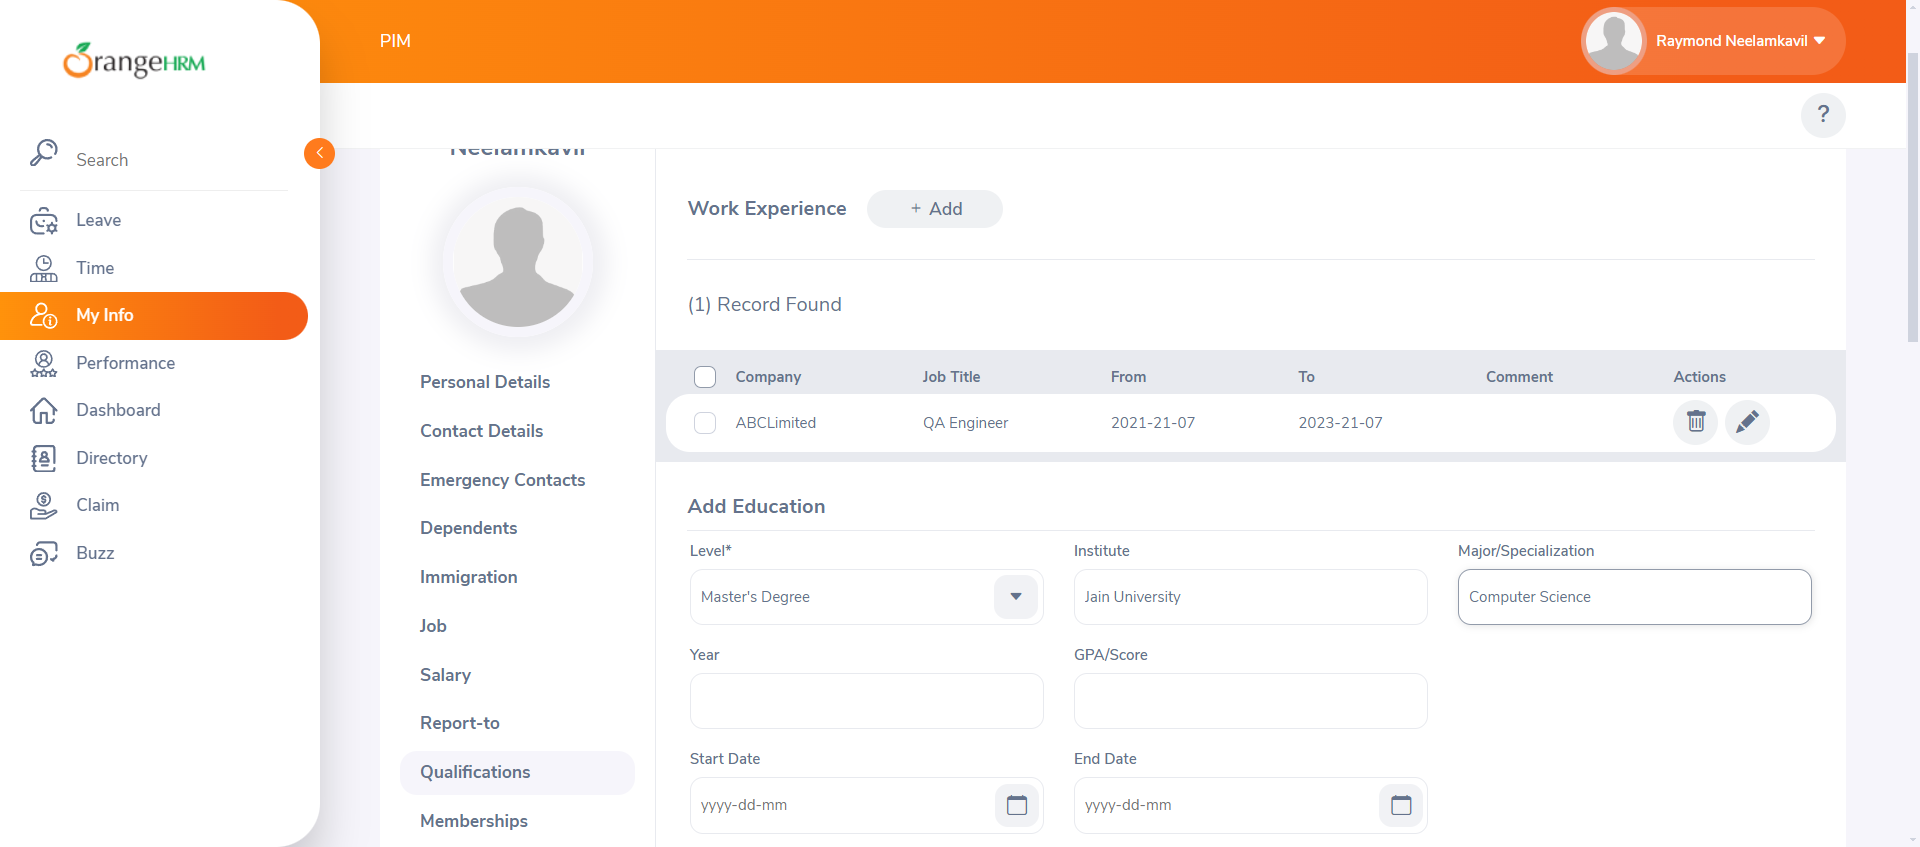 OrangeHRM
PIM
Raymond Neelamkavil
?
Search
Leave
Time
My Info
Performance
Dashboard
Directory
Claim
Buzz
Neelamkavil
Personal Details
Contact Details
Emergency Contacts
Dependents
Immigration
Job
Salary
Report-to
Qualifications
Memberships
Work Experience
+ Add
(1) Record Found
Company Job Title From To Comment Actions
ABCLimited QA Engineer 2021-21-07 2023-21-07
Add Education
Level* Institute Major/Specialization
Master's Degree Jain University Computer Science
Year GPA/Score
Start Date End Date
yyyy-dd-mm yyyy-dd-mm